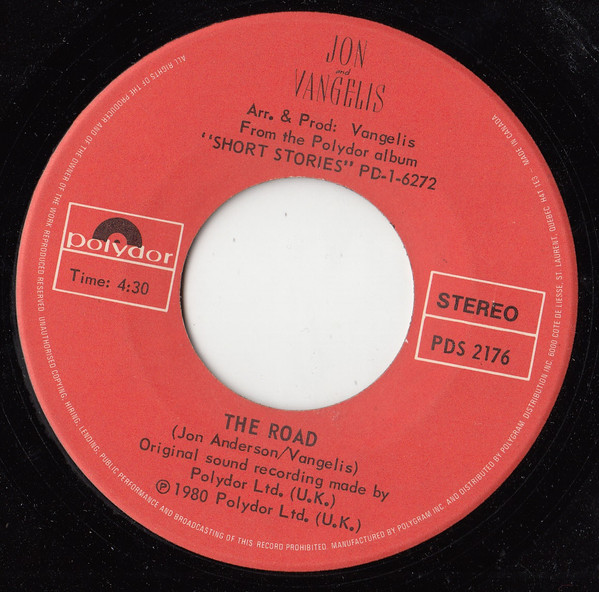 JON
and
VANGELIS
Arr. & Prod: Vangelis
From the Polydor album
"SHORT STORIES" PD-1-6272
polydor
Time: 4:30
STEREO
PDS 2176
THE ROAD
(Jon Anderson/Vangelis)
Original sound recording made by
Polydor Ltd. (U.K.)
℗ 1980 Polydor Ltd. (U.K.)
ALL RIGHTS OF THE PRODUCER AND OF THE OWNER OF THE WORK REPRODUCED RESERVED. UNAUTHORISED COPYING, HIRING, LENDING, PUBLIC PERFORMANCE AND BROADCASTING OF THIS RECORD PROHIBITED. MANUFACTURED BY POLYGRAM INC. AND DISTRIBUTED BY POLYGRAM DISTRIBUTION INC. 6000 COTE DE LIESSE, ST. LAURENT, QUEBEC, H4T 1E3 - MADE IN CANADA